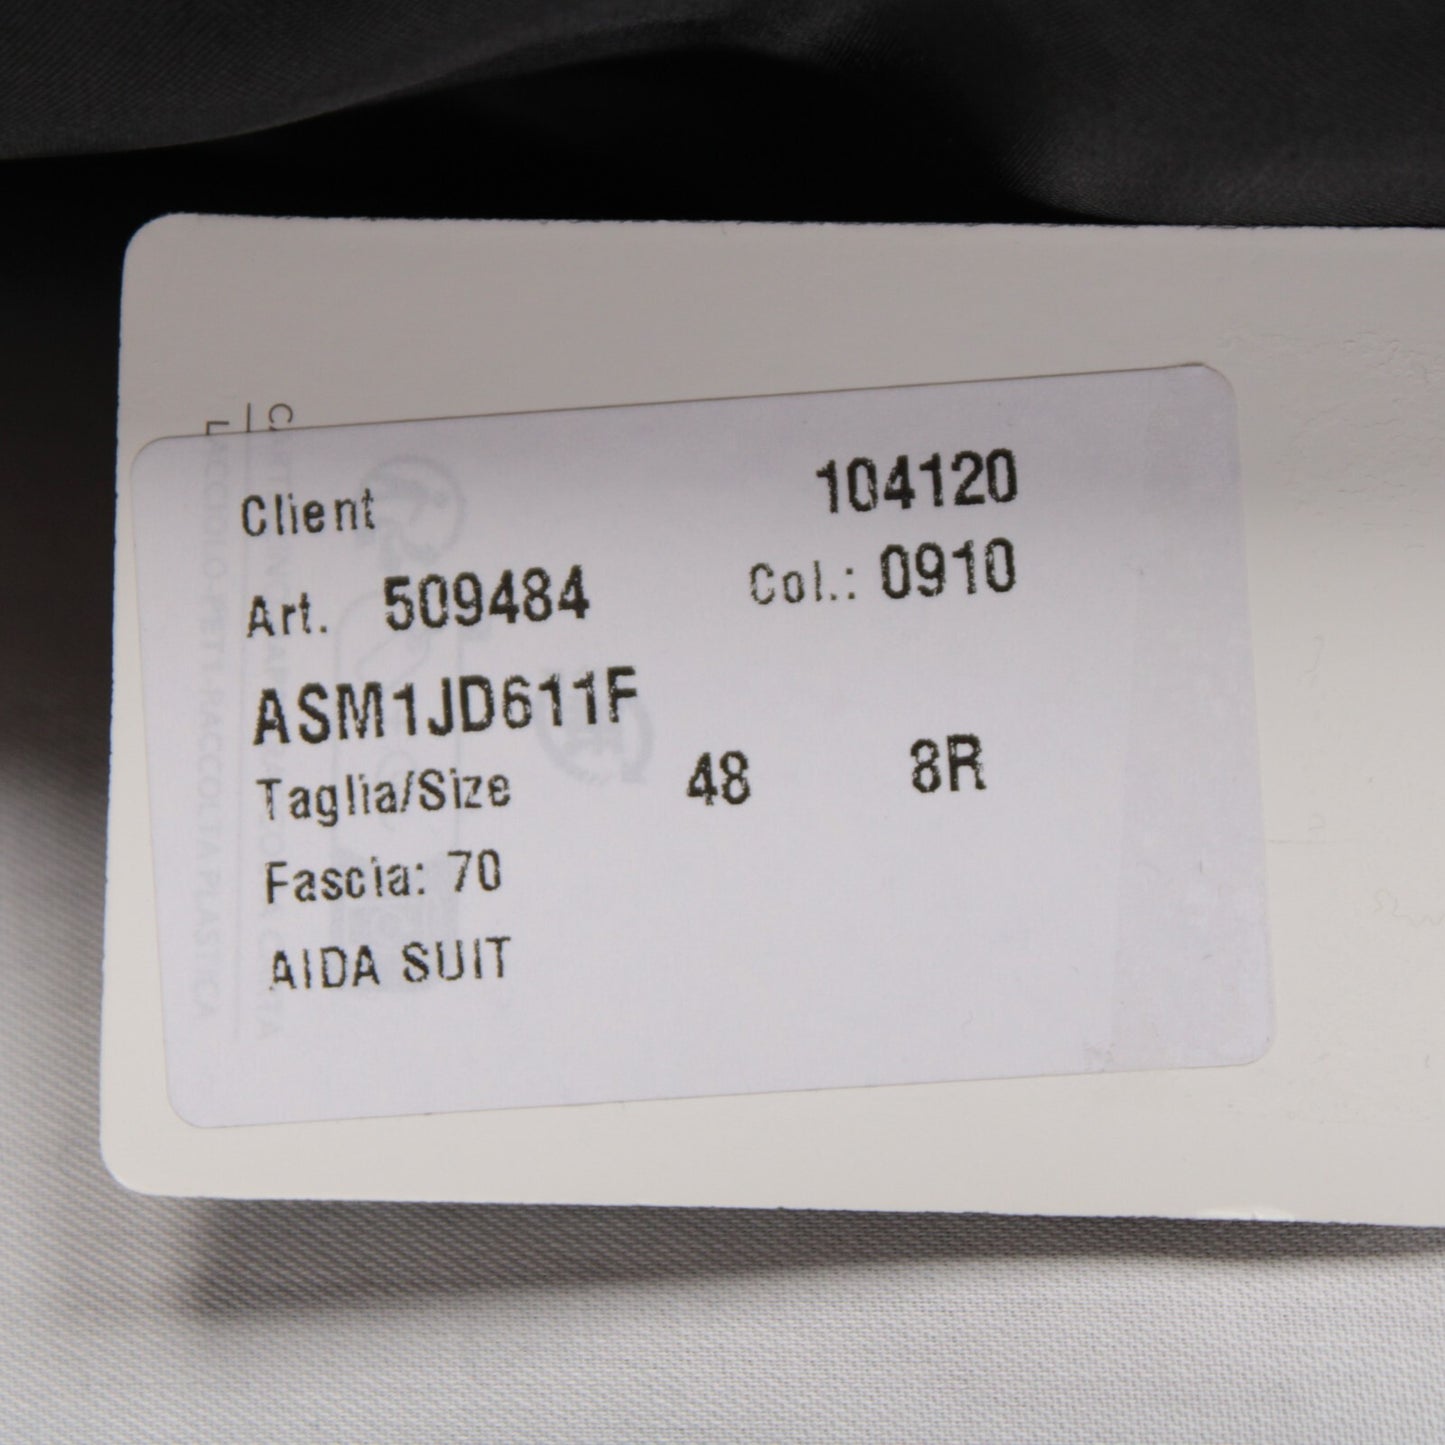 Client 104120
Art. 509484 Col.: 0910
ASM1JD611F
Taglia/Size 48 8R
Fascia: 70
AIDA SUIT